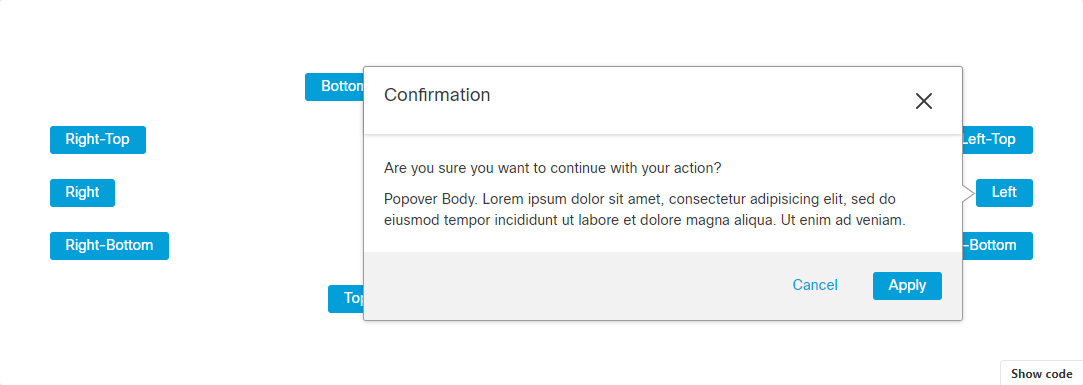 Confirmation
Right-Top
Left-Top
Are you sure you want to continue with your action?
Right
Left
Popover Body. Lorem ipsum dolor sit amet, consectetur adipisicing elit, sed do
eiusmod tempor incididunt ut labore et dolore magna aliqua. Ut enim ad veniam.
Right-Bottom
-Bottom
Cancel
Apply
Show code